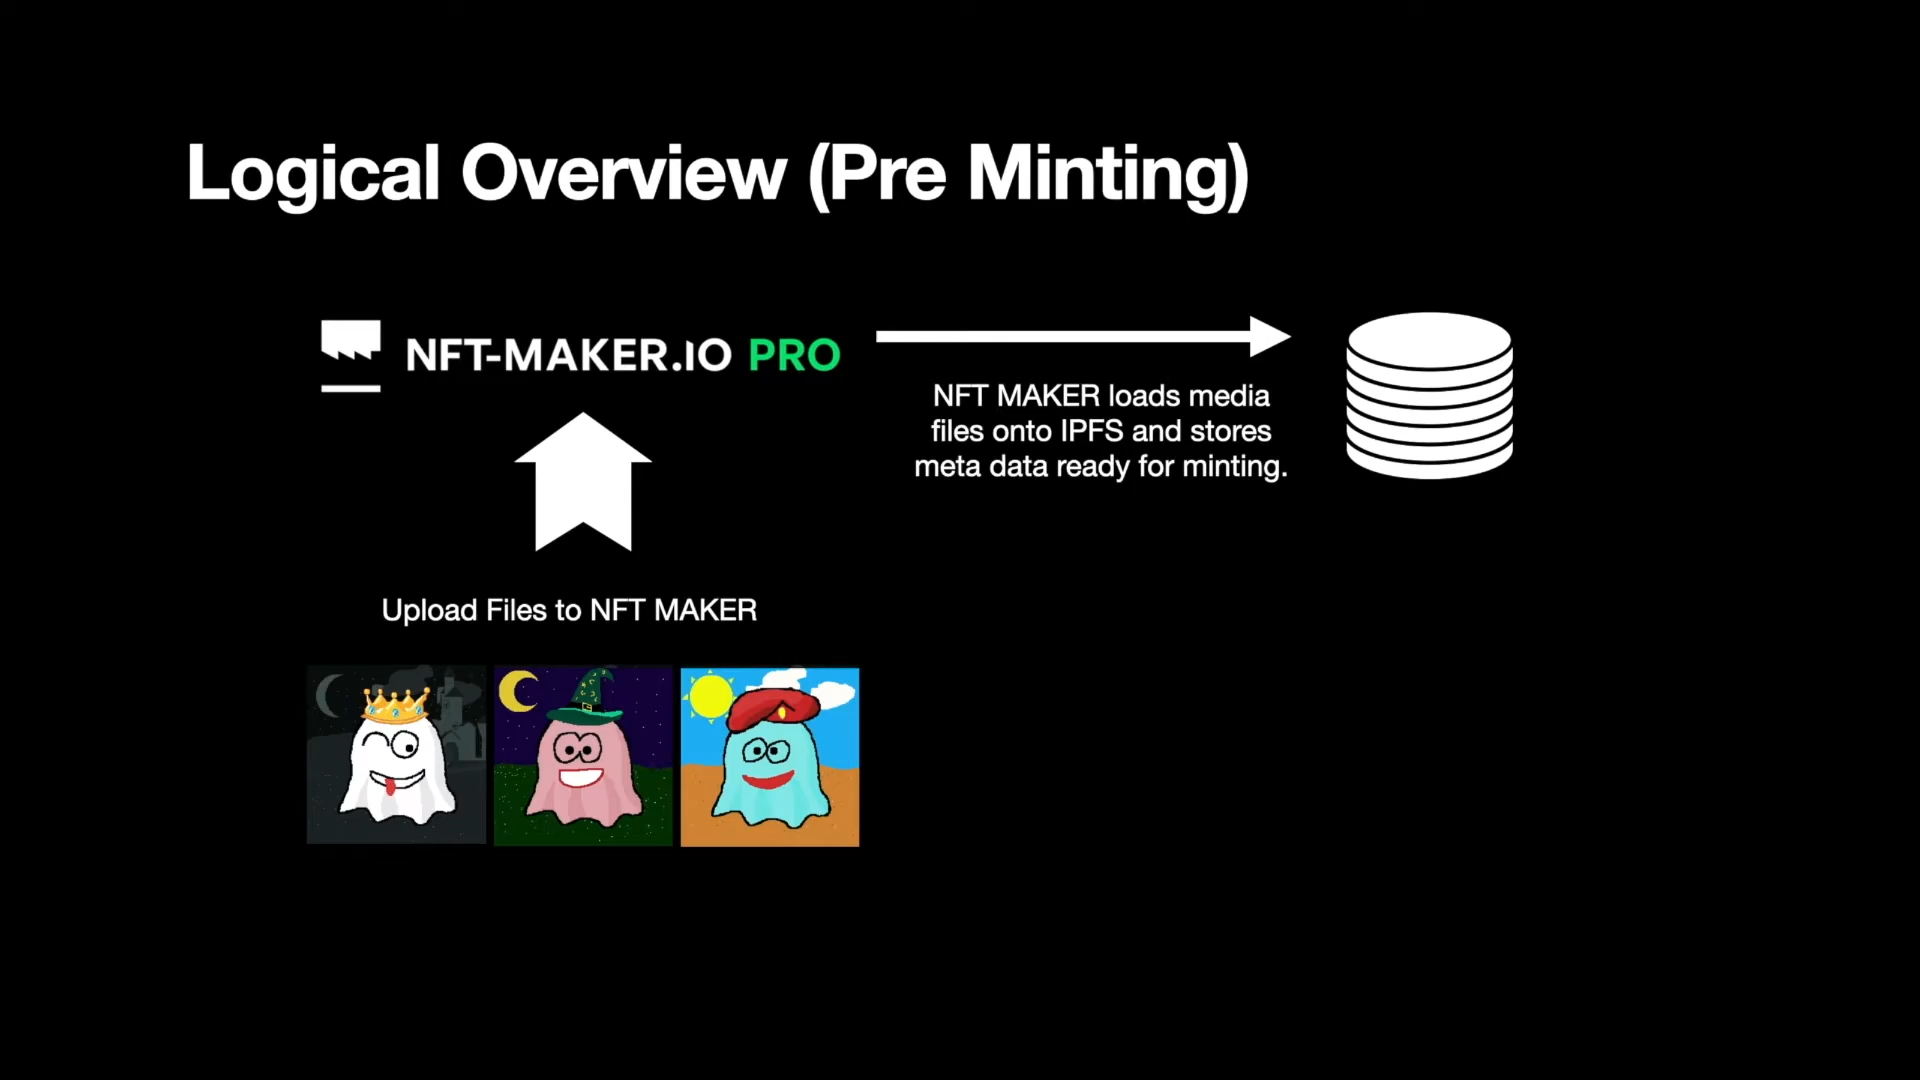 Logical Overview (Pre Minting)
NFT-MAKER.IO PRO
NFT MAKER loads media
files onto IPFS and stores
meta data ready for minting.
Upload Files to NFT MAKER